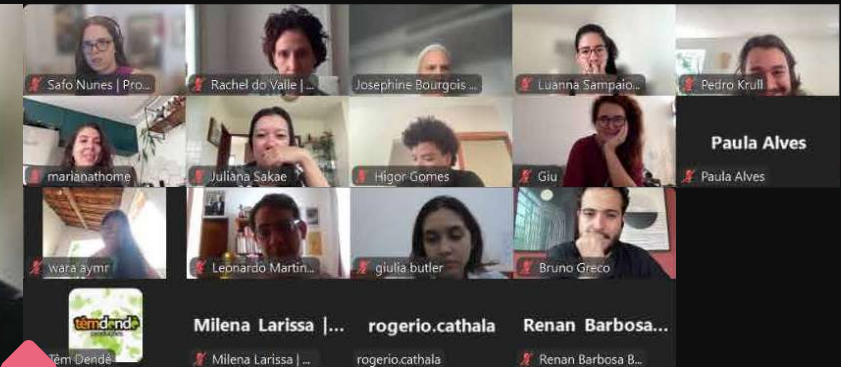 Safo Nunes | Pro...
Rachel do Valle | ...
Josephine Bourgois ...
Luanna Sampaio...
Pedro Krull
marianathome
Juliana Sakae
Higor Gomes
Giu
Paula Alves
Paula Alves
wara aymr
Leonardo Martin...
giulia butler
Bruno Greco
têmdendê
Têm Dendê
Milena Larissa |...
Milena Larissa | ...
rogerio.cathala
rogerio.cathala
Renan Barbosa...
Renan Barbosa B...